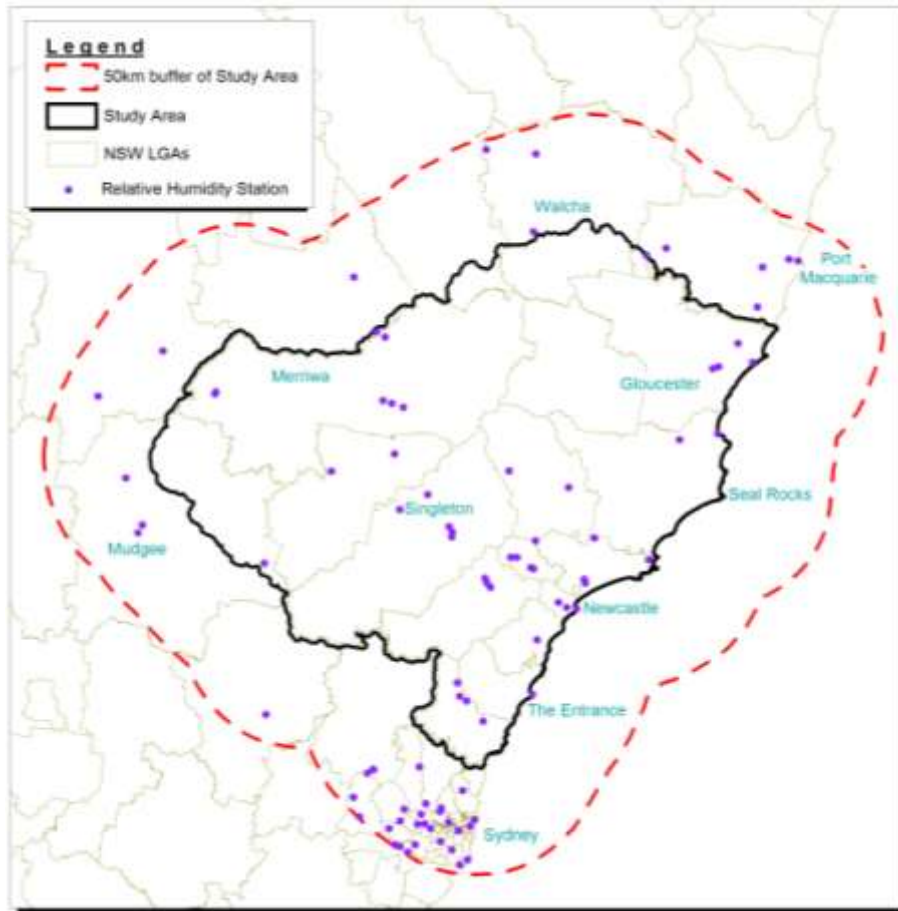 Legend
50km buffer of Study Area
Study Area
NSW LGAs
Relative Humidity Station
Walcha
Port
Macquarie
Merriwa
Gloucester
Seal Rocks
Singleton
Mudgee
Newcastle
The Entrance
Sydney